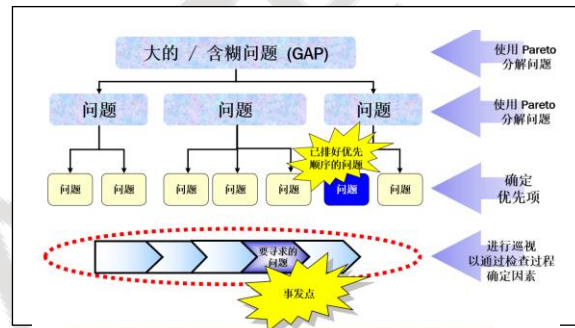 大的 / 含糊问题 (GAP)
使用 Pareto
分解问题
问题 问题 问题
使用 Pareto
分解问题
已排好优先
顺序的问题
问题 问题 问题 问题 问题 问题 问题
确定
优先项
要寻求的
问题
进行巡视
以通过检查过程
确定因素
事发点